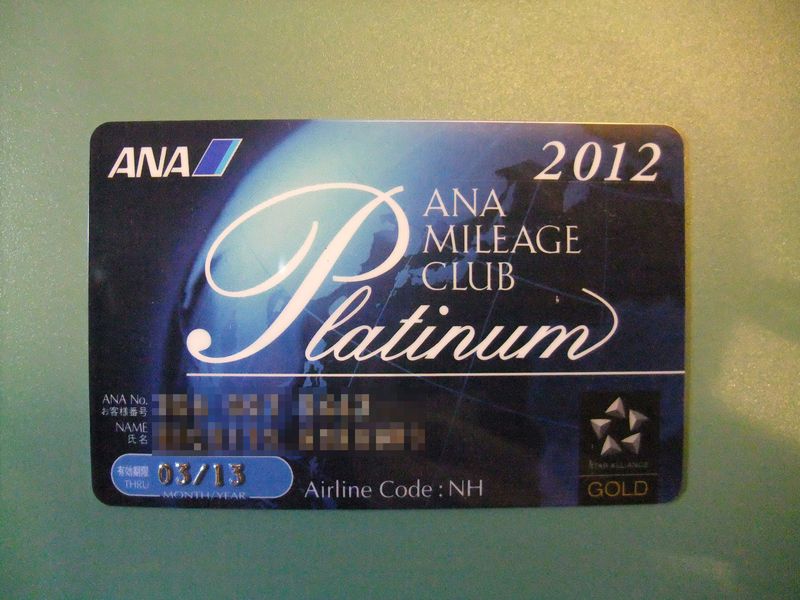 ANA
2012
ANA
MILEAGE
CLUB
Platinum
ANA No.
お客様番号
NAME
氏名
有効期限
THRU
03/13
MONTH/YEAR
Airline Code : NH
STAR ALLIANCE
GOLD